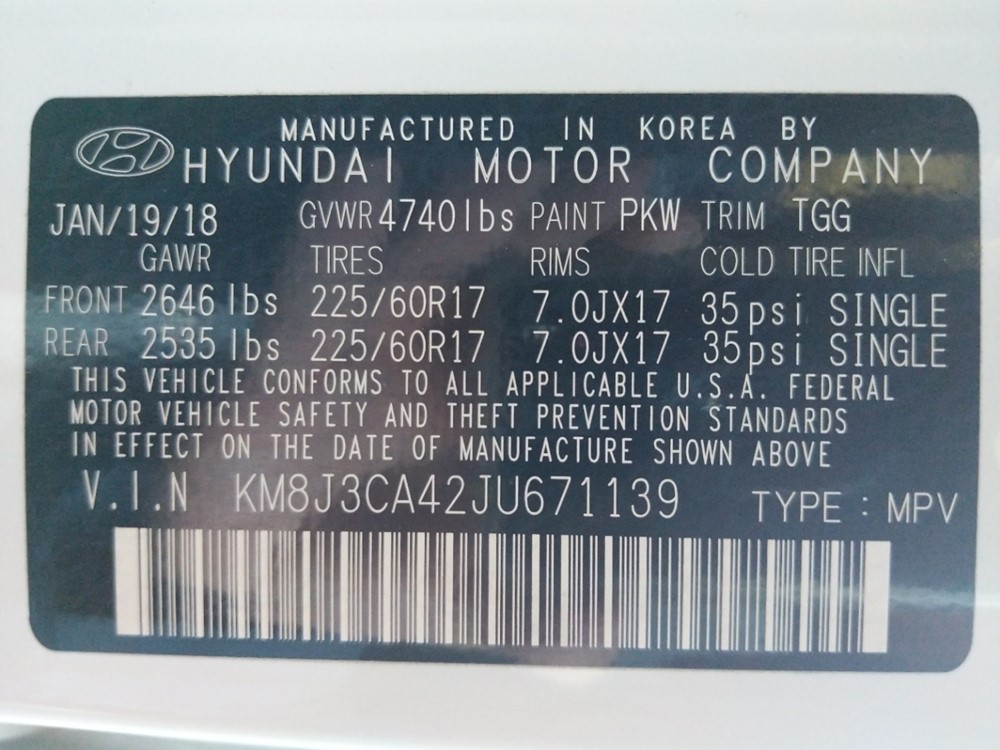 MANUFACTURED IN KOREA BY
HYUNDAI MOTOR COMPANY
JAN/19/18 GVWR 4740lbs PAINT PKW TRIM TGG
GAWR TIRES RIMS COLD TIRE INFL
FRONT 2646 lbs 225/60R17 7.0JX17 35psi SINGLE
REAR 2535 lbs 225/60R17 7.0JX17 35psi SINGLE
THIS VEHICLE CONFORMS TO ALL APPLICABLE U.S.A. FEDERAL
MOTOR VEHICLE SAFETY AND THEFT PREVENTION STANDARDS
IN EFFECT ON THE DATE OF MANUFACTURE SHOWN ABOVE
V.I.N KM8J3CA42JU671139 TYPE : MPV